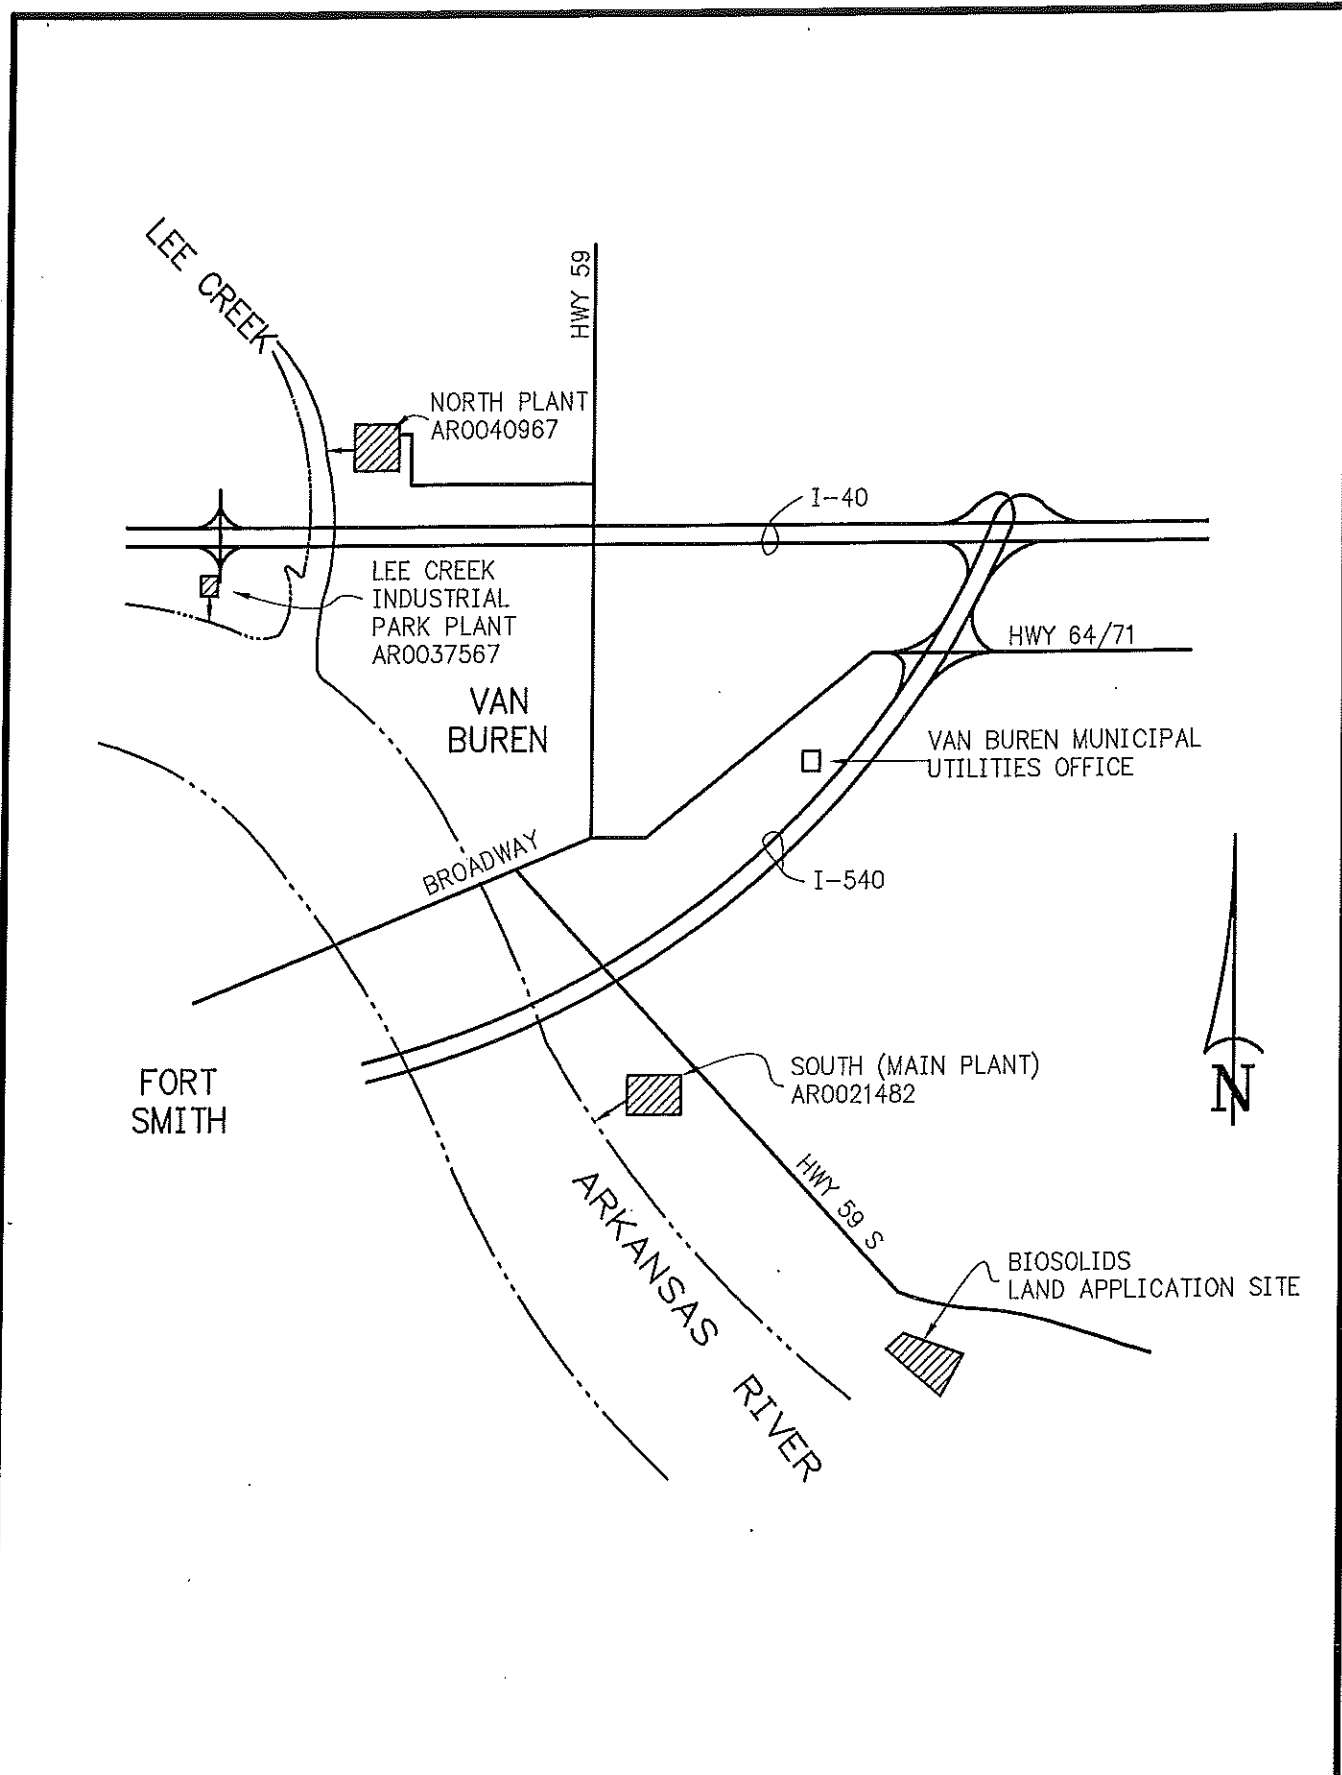 LEE CREEK
HWY 59
NORTH PLANT
AR0040967
I-40
LEE CREEK
INDUSTRIAL
PARK PLANT
AR0037567
HWY 64/71
VAN
BUREN
VAN BUREN MUNICIPAL
UTILITIES OFFICE
BROADWAY
I-540
FORT
SMITH
SOUTH (MAIN PLANT)
AR0021482
N
HWY 59 S
ARKANSAS RIVER
BIOSOLIDS
LAND APPLICATION SITE